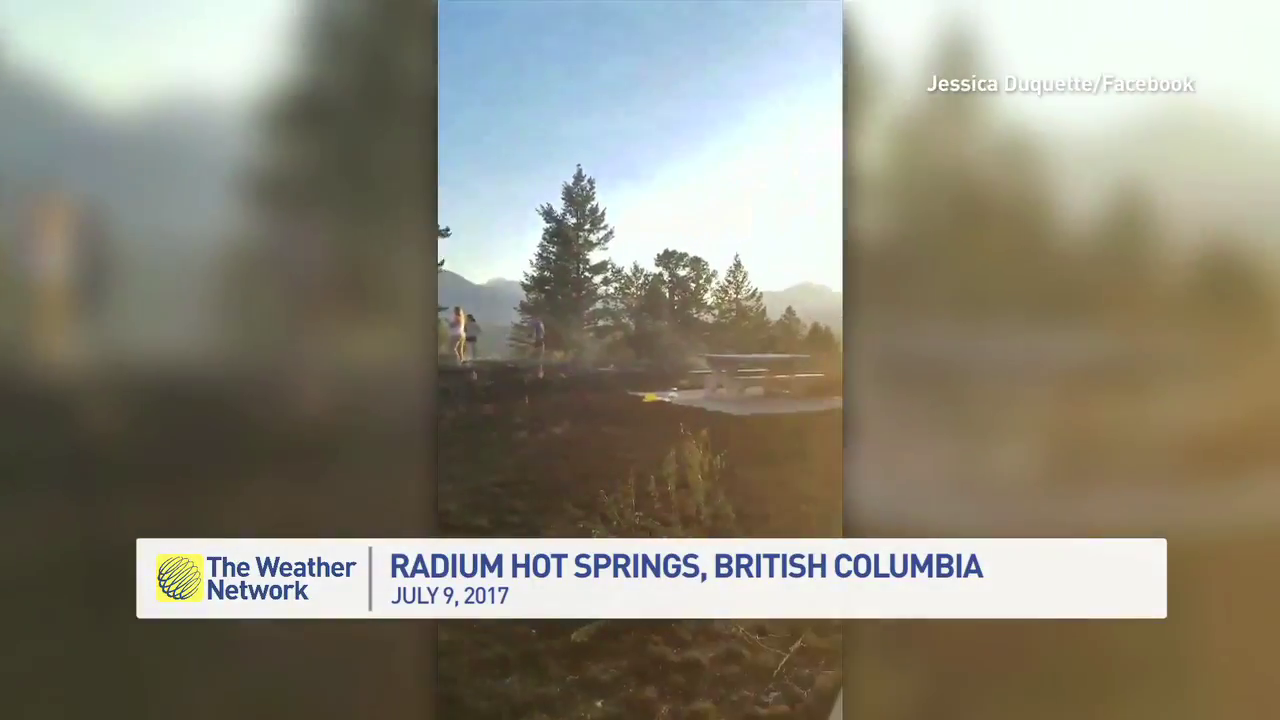 Jessica Duquette/Facebook
The Weather
Network
RADIUM HOT SPRINGS, BRITISH COLUMBIA
JULY 9, 2017